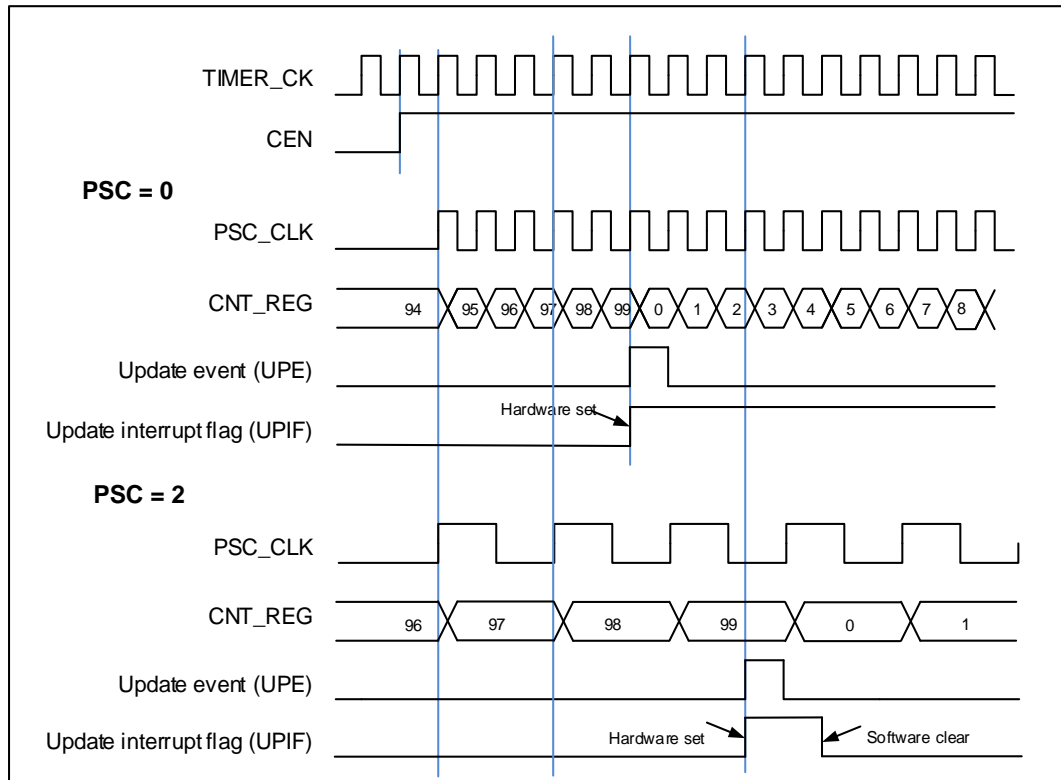 TIMER_CK
CEN
PSC = 0
PSC_CLK
CNT_REG 94 95 96 97 98 99 0 1 2 3 4 5 6 7 8
Update event (UPE)
Hardware set
Update interrupt flag (UPIF)
PSC = 2
PSC_CLK
CNT_REG 96 97 98 99 0 1
Update event (UPE)
Update interrupt flag (UPIF) Hardware set Software clear